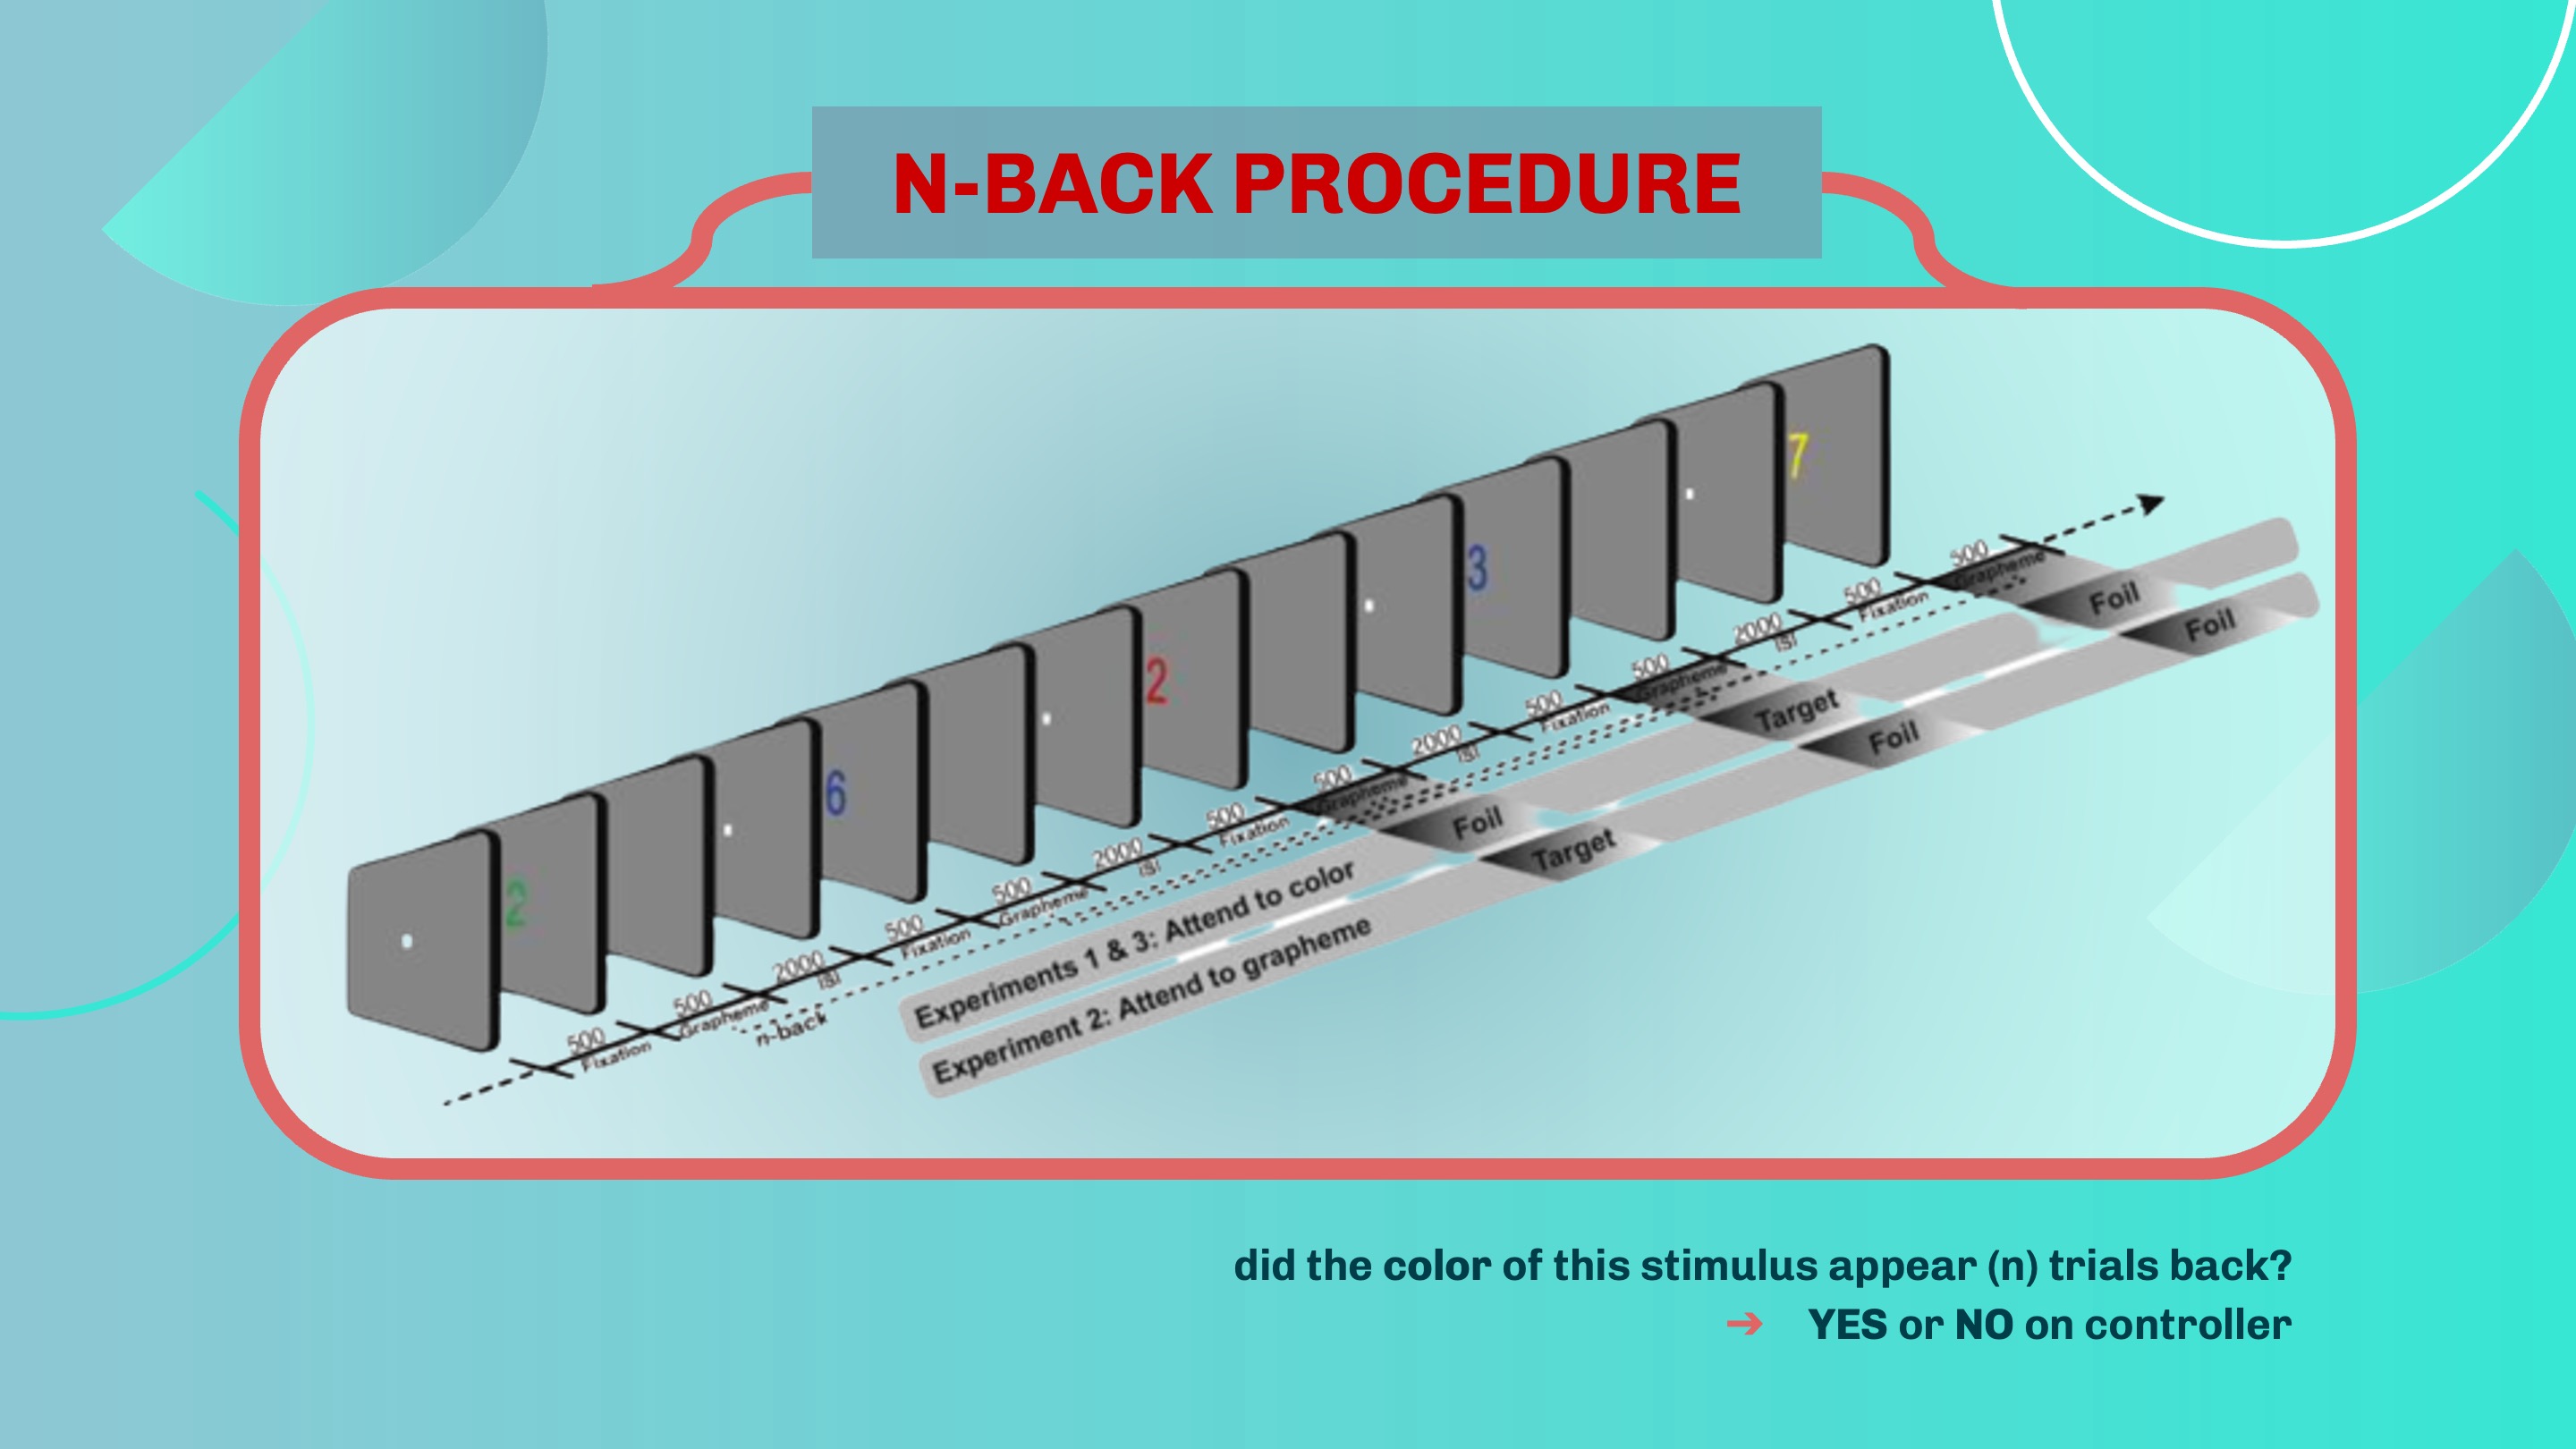 N-BACK PROCEDURE
2
6
2
3
7
500
Fixation
500
Grapheme
2000
ISI
500
Fixation
500
Grapheme
2000
ISI
500
Fixation
500
Grapheme
2000
ISI
500
Fixation
500
Grapheme
2000
ISI
500
Fixation
500
Grapheme
n-back
Experiments 1 & 3: Attend to color
Foil
Target
Foil
Experiment 2: Attend to grapheme
Target
Foil
Foil
did the color of this stimulus appear (n) trials back?
➔ YES or NO on controller